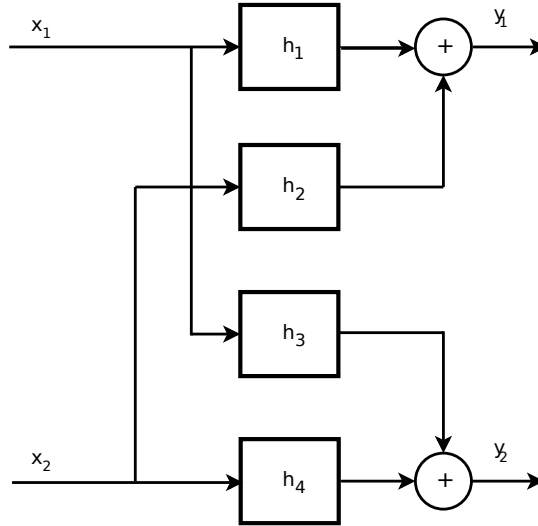 x₁
h₁
+
y₁
h₂
h₃
x₂
h₄
+
y₂